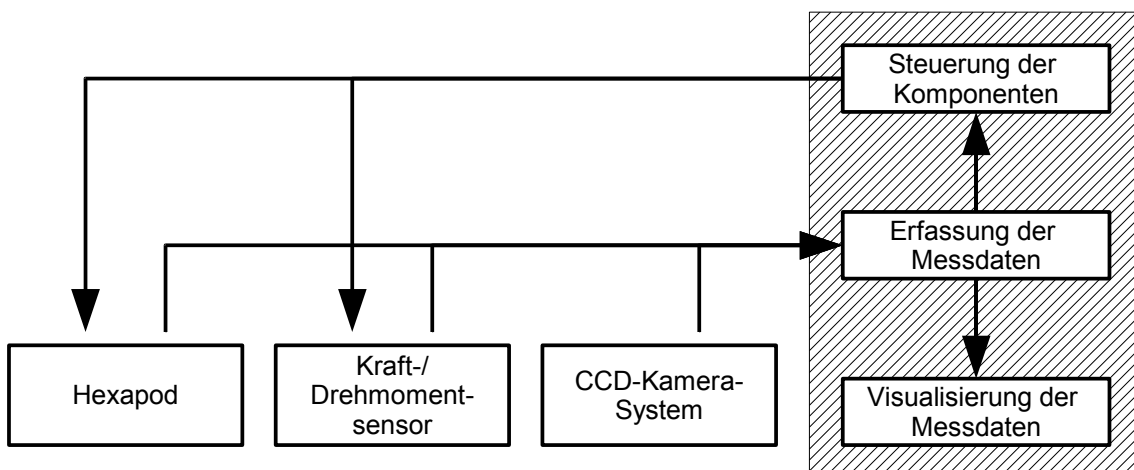 Steuerung der
Komponenten
Erfassung der
Messdaten
Hexapod
Kraft-/
Drehmoment-
sensor
CCD-Kamera-
System
Visualisierung der
Messdaten